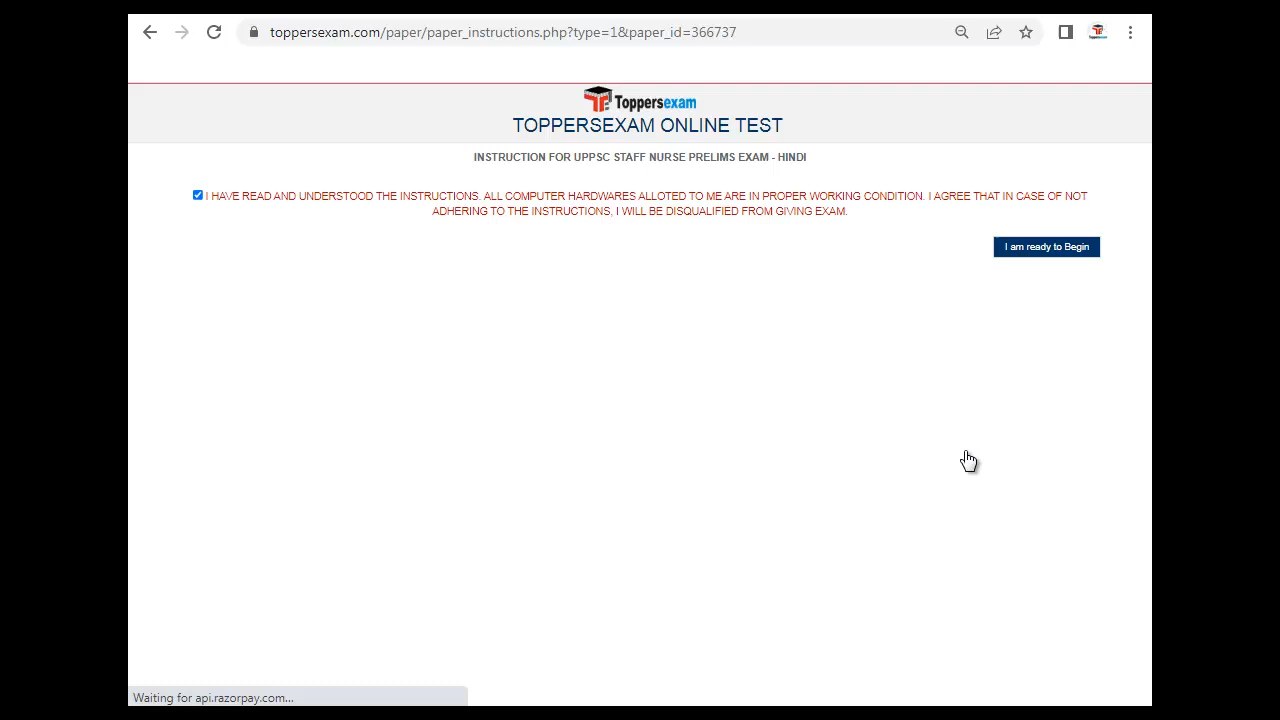 toppersexam.com/paper/paper_instructions.php?type=1&paper_id=366737
Toppersexam
TOPPERSEXAM ONLINE TEST
INSTRUCTION FOR UPPSC STAFF NURSE PRELIMS EXAM - HINDI
I HAVE READ AND UNDERSTOOD THE INSTRUCTIONS. ALL COMPUTER HARDWARES ALLOTED TO ME ARE IN PROPER WORKING CONDITION. I AGREE THAT IN CASE OF NOT
ADHERING TO THE INSTRUCTIONS, I WILL BE DISQUALIFIED FROM GIVING EXAM.
I am ready to Begin
Waiting for api.razorpay.com...